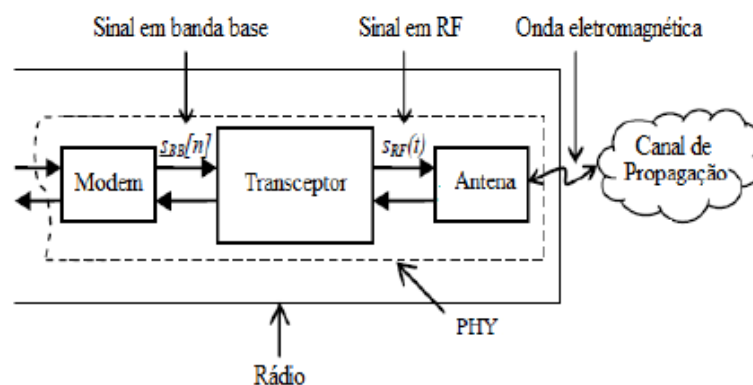 Sinal em banda base
Sinal em RF
Onda eletromagnética
s_BB[n]
s_RF(t)
Modem
Transceptor
Antena
Canal de
Propagação
PHY
Rádio